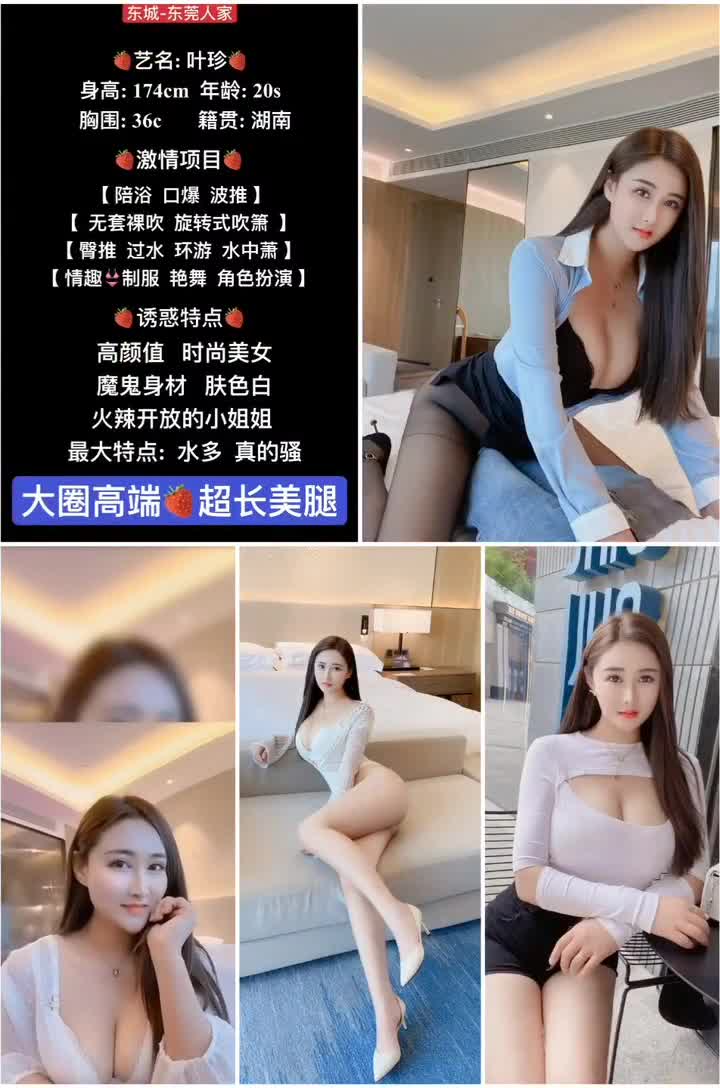 东城-东莞人家
🍓艺名: 叶珍🍓
身高: 174cm 年龄: 20s
胸围: 36c 籍贯: 湖南
🍓激情项目🍓
【 陪浴 口爆 波推 】
【 无套裸吹 旋转式吹箫 】
【 臀推 过水 环游 水中萧 】
【 情趣👙制服 艳舞 角色扮演 】
🍓诱惑特点🍓
高颜值 时尚美女
魔鬼身材 肤色白
火辣开放的小姐姐
最大特点: 水多 真的骚
大圈高端🍓超长美腿